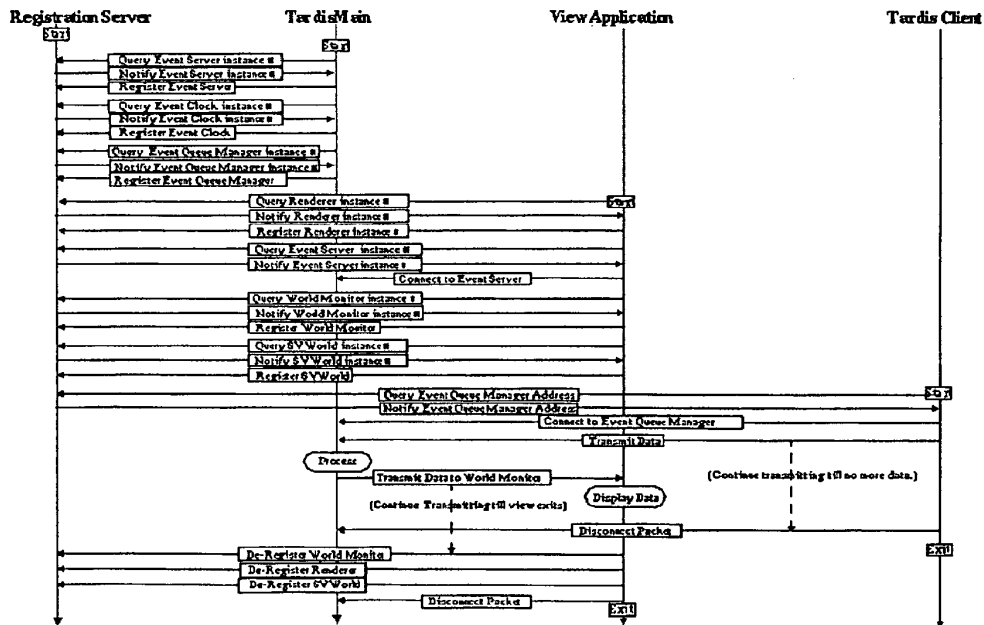 Registration Server
TardisMain
View Application
Tardis Client
Start
Start
Query Event Server instance #
Notify Event Server instance #
Register Event Server
Query Event Clock instance #
Notify Event Clock instance #
Register Event Clock
Query Event Queue Manager instance #
Notify Event Queue Manager instance #
Register Event Queue Manager
Query Renderer instance #
Start
Notify Renderer instance #
Register Renderer instance #
Query Event Server instance #
Notify Event Server instance #
Connect to Event Server
Query World Monitor instance #
Notify World Monitor instance #
Register World Monitor
Query SV World instance #
Notify SV World instance #
Register SV World
Query Event Queue Manager Address
Start
Notify Event Queue Manager Address
Connect to Event Queue Manager
Transmit Data
Process
Transmit Data to World Monitor
(Continue transmitting till no more data.)
Display Data
(Continue Transmitting till view exits)
Disconnect Packet
De-Register World Monitor
Exit
De-Register Renderer
De-Register SV World
Disconnect Packet
Exit